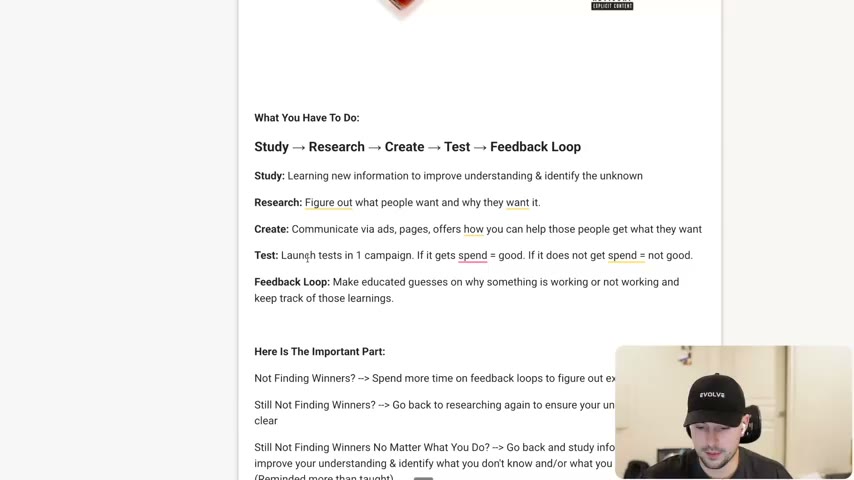 EXPLICIT CONTENT
What You Have To Do:
Study → Research → Create → Test → Feedback Loop
Study: Learning new information to improve understanding & identify the unknown
Research: Figure out what people want and why they want it.
Create: Communicate via ads, pages, offers how you can help those people get what they want
Test: Launch tests in 1 campaign. If it gets spend = good. If it does not get spend = not good.
Feedback Loop: Make educated guesses on why something is working or not working and
keep track of those learnings.
Here Is The Important Part:
Not Finding Winners? --> Spend more time on feedback loops to figure out
Still Not Finding Winners? --> Go back to researching again to ensure your
clear
Still Not Finding Winners No Matter What You Do? --> Go back and study
improve your understanding & identify what you don't know and/or what you
(Reminded more than taught)
EVOLVE